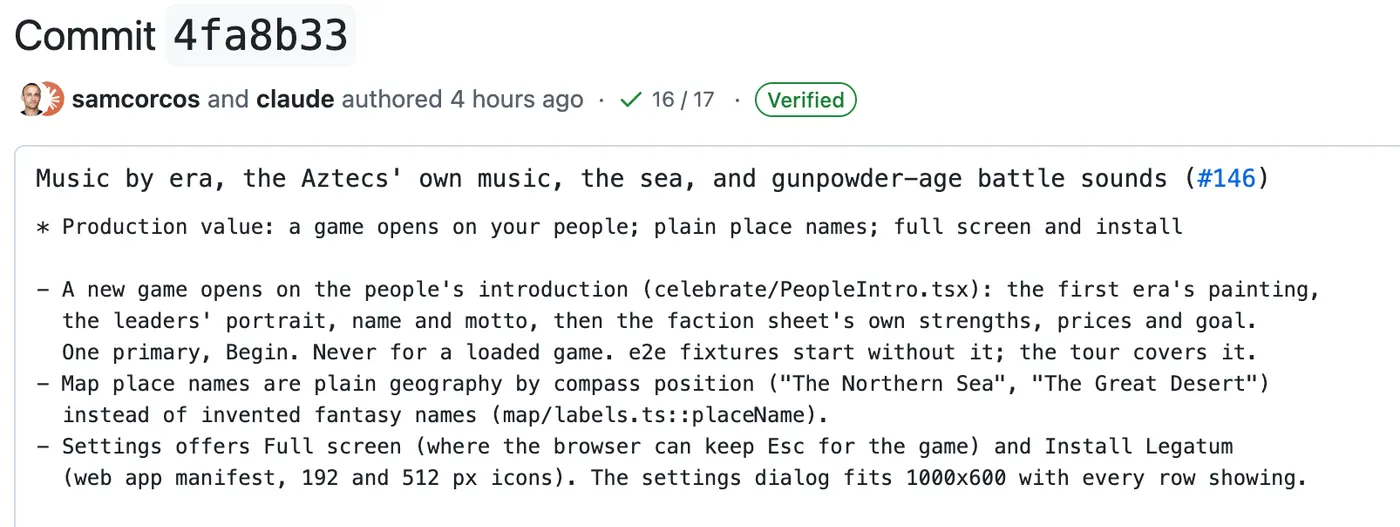 Commit 4fa8b33
samcorcos and claude authored 4 hours ago · ✓ 16 / 17 · Verified
Music by era, the Aztecs' own music, the sea, and gunpowder-age battle sounds (#146)
* Production value: a game opens on your people; plain place names; full screen and install
- A new game opens on the people's introduction (celebrate/PeopleIntro.tsx): the first era's painting,
the leaders' portrait, name and motto, then the faction sheet's own strengths, prices and goal.
One primary, Begin. Never for a loaded game. e2e fixtures start without it; the tour covers it.
- Map place names are plain geography by compass position ("The Northern Sea", "The Great Desert")
instead of invented fantasy names (map/labels.ts::placeName).
- Settings offers Full screen (where the browser can keep Esc for the game) and Install Legatum
(web app manifest, 192 and 512 px icons). The settings dialog fits 1000x600 with every row showing.